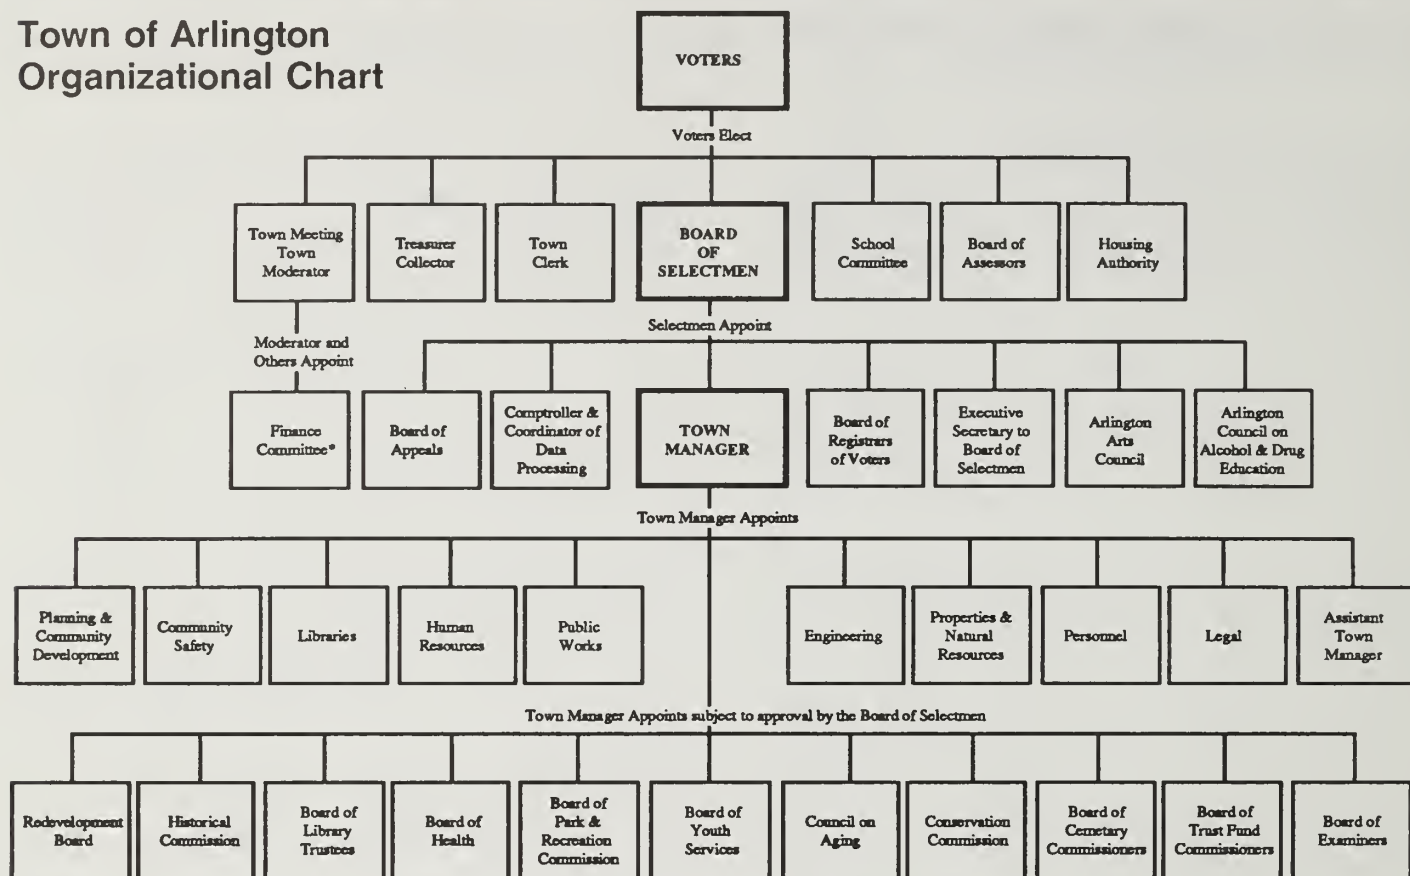 Town of Arlington
Organizational Chart
VOTERS
Voters Elect
Town Meeting
Town
Moderator
Treasurer
Collector
Town
Clerk
BOARD
OF
SELECTMEN
School
Committee
Board of
Assessors
Housing
Authority
Moderator and
Others Appoint
Selectmen Appoint
Finance
Committee*
Board of
Appeals
Comptroller &
Coordinator of
Data
Processing
TOWN
MANAGER
Board of
Registrars
of Voters
Executive
Secretary to
Board of
Selectmen
Arlington
Arts
Council
Arlington
Council on
Alcohol & Drug
Education
Town Manager Appoints
Planning &
Community
Development
Community
Safety
Libraries
Human
Resources
Public
Works
Engineering
Properties &
Natural
Resources
Personnel
Legal
Assistant
Town
Manager
Town Manager Appoints subject to approval by the Board of Selectmen
Redevelopment
Board
Historical
Commission
Board of
Library
Trustees
Board of
Health
Board of
Park &
Recreation
Commission
Board of
Youth
Services
Council on
Aging
Conservation
Commission
Board of
Cemetary
Commissioners
Board of
Trust Fund
Commissioners
Board of
Examiners